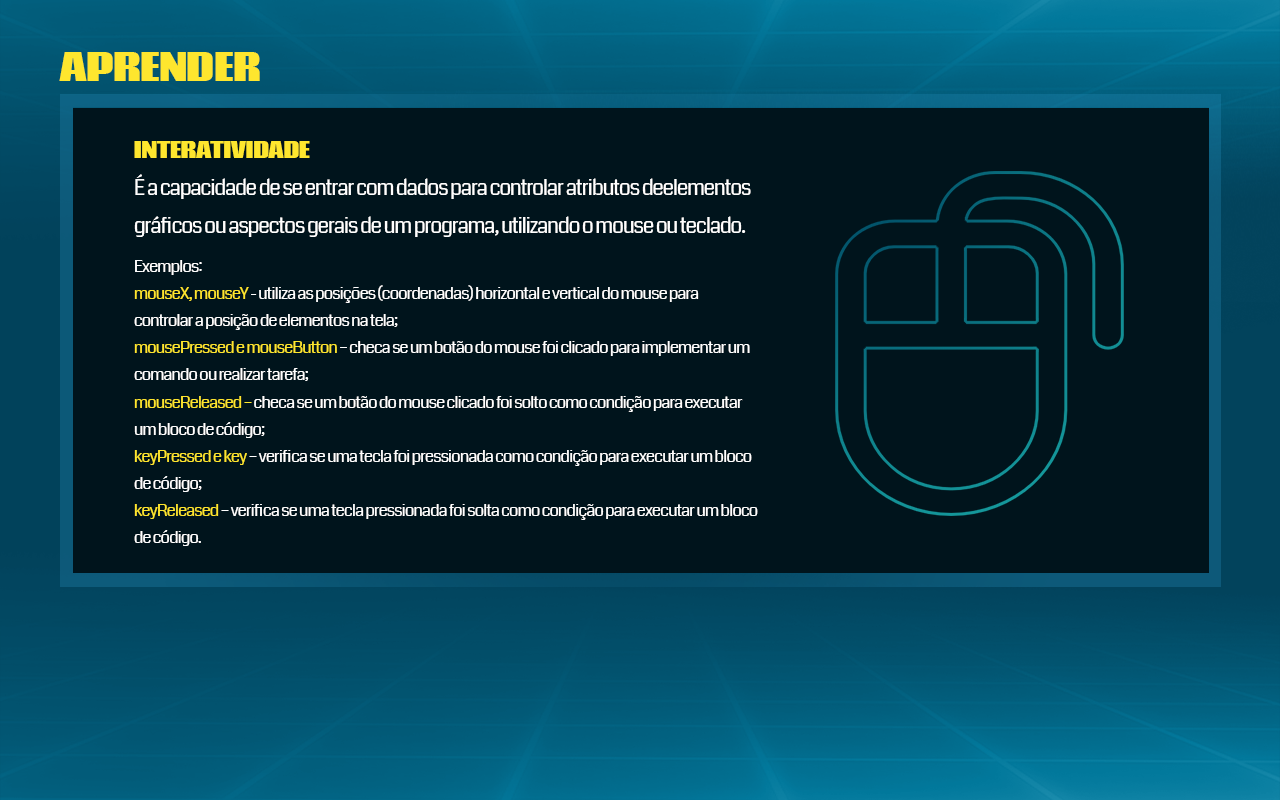 APRENDER
INTERATIVIDADE
É a capacidade de se entrar com dados para controlar atributos deelementos
gráficos ou aspectos gerais de um programa, utilizando o mouse ou teclado.
Exemplos:
mouseX, mouseY - utiliza as posições (coordenadas) horizontal e vertical do mouse para
controlar a posição de elementos na tela;
mousePressed e mouseButton – checa se um botão do mouse foi clicado para implementar um
comando ou realizar tarefa;
mouseReleased – checa se um botão do mouse clicado foi solto como condição para executar
um bloco de código;
keyPressed e key – verifica se uma tecla foi pressionada como condição para executar um bloco
de código;
keyReleased – verifica se uma tecla pressionada foi solta como condição para executar um bloco
de código.